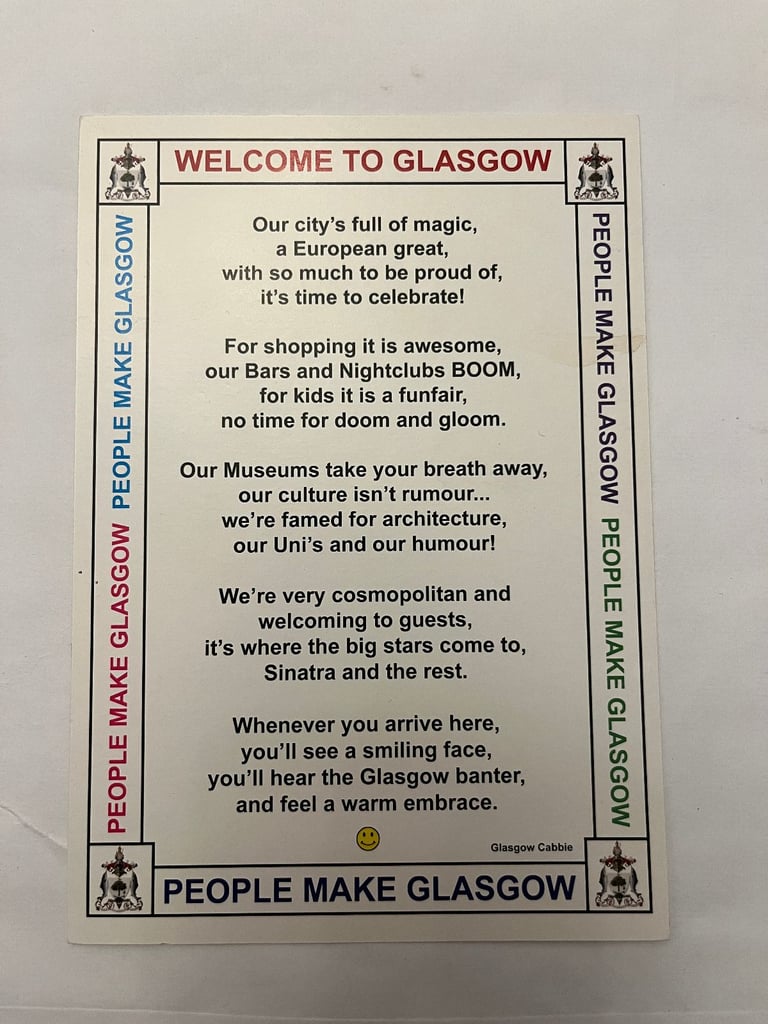 WELCOME TO GLASGOW
PEOPLE MAKE GLASGOW PEOPLE MAKE GLASGOW
Our city's full of magic,
a European great,
with so much to be proud of,
it's time to celebrate!
For shopping it is awesome,
our Bars and Nightclubs BOOM,
for kids it is a funfair,
no time for doom and gloom.
Our Museums take your breath away,
our culture isn't rumour...
we're famed for architecture,
our Uni's and our humour!
We're very cosmopolitan and
welcoming to guests,
it's where the big stars come to,
Sinatra and the rest.
Whenever you arrive here,
you'll see a smiling face,
you'll hear the Glasgow banter,
and feel a warm embrace.
Glasgow Cabbie
PEOPLE MAKE GLASGOW PEOPLE MAKE GLASGOW
PEOPLE MAKE GLASGOW